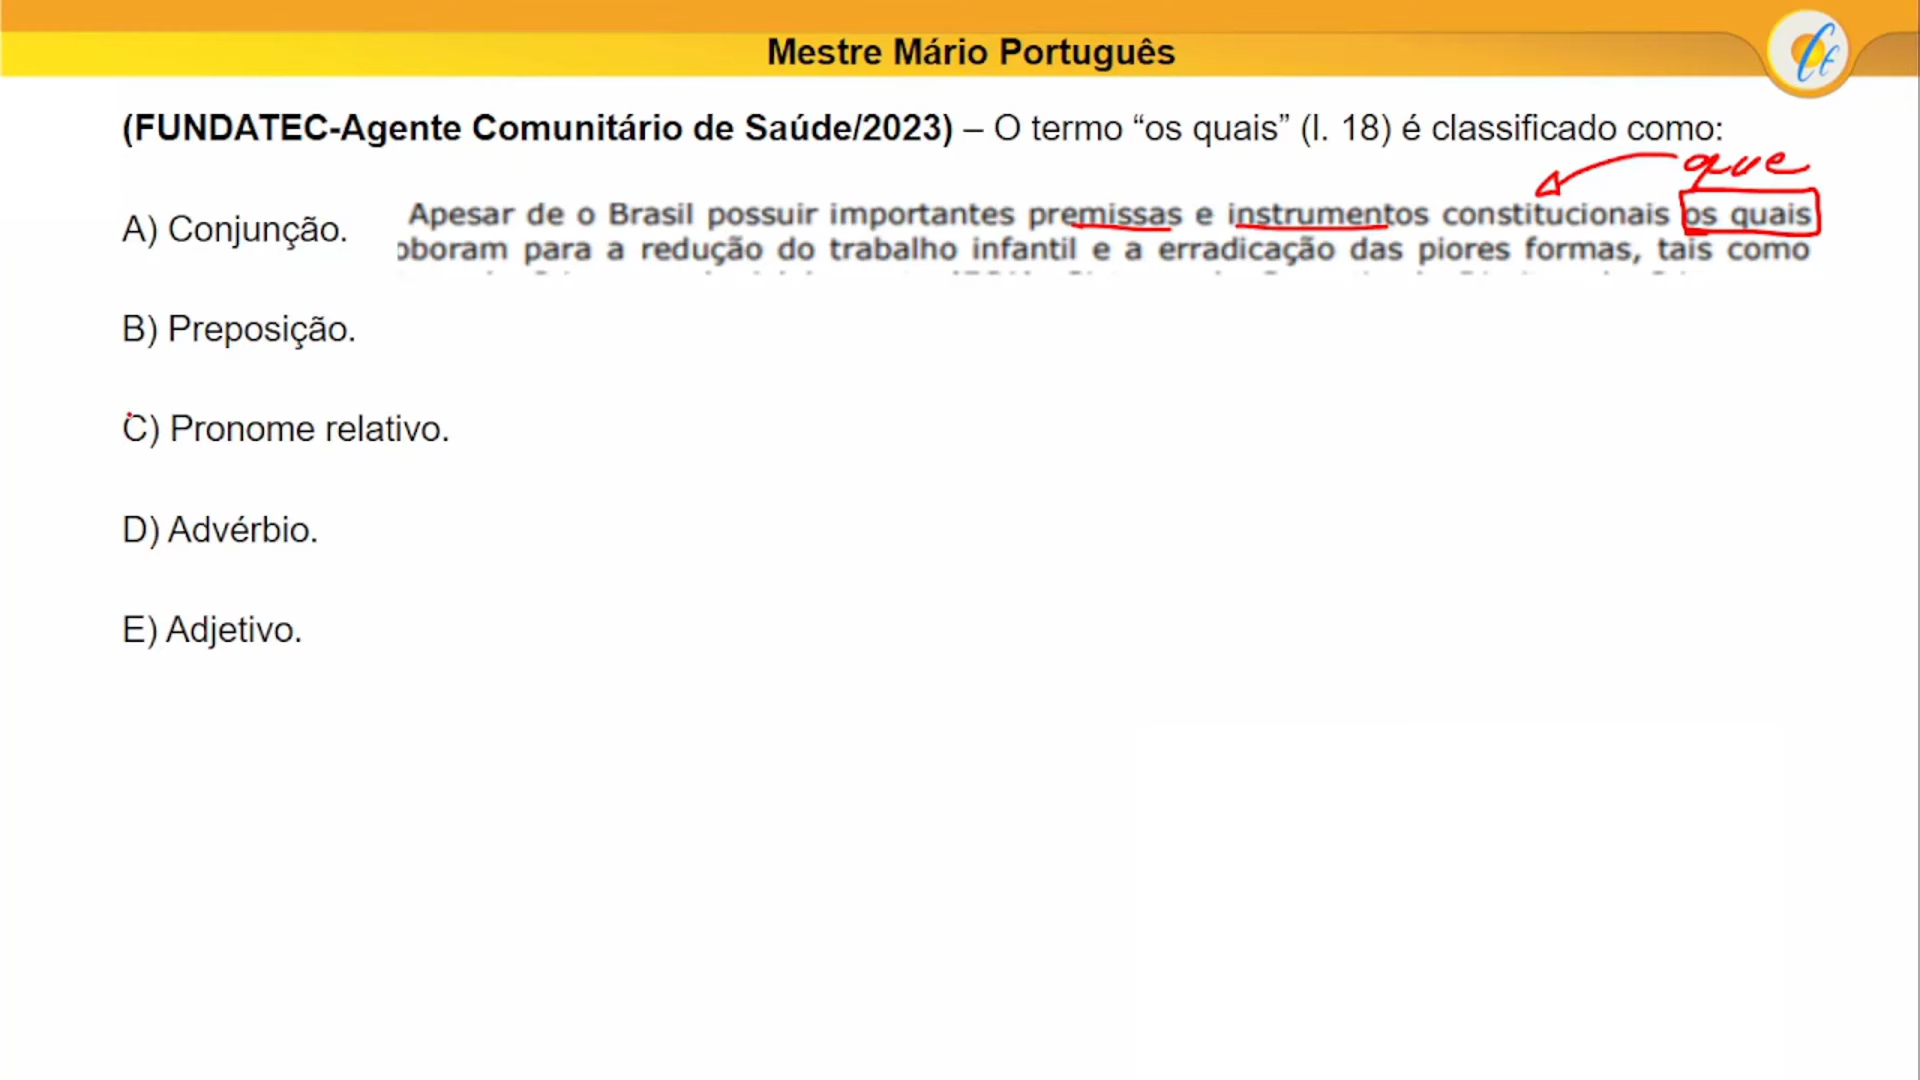 Mestre Mário Português
(FUNDATEC-Agente Comunitário de Saúde/2023) – O termo “os quais” (l. 18) é classificado como:
que
A) Conjunção.
Apesar de o Brasil possuir importantes premissas e instrumentos constitucionais os quais
oboram para a redução do trabalho infantil e a erradicação das piores formas, tais como
B) Preposição.
C) Pronome relativo.
D) Advérbio.
E) Adjetivo.